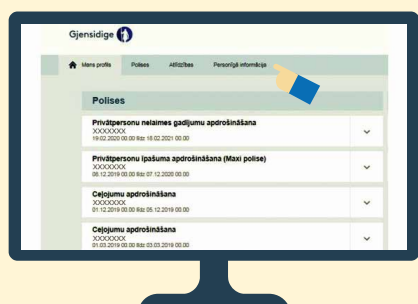 Gjensidige
Mans profils Polises Atlīdzības Personīgā informācija
Polises
Privātpersonu nelaimes gadījumu apdrošināšana
XXXXXXX
19.02.2020 00.00 līdz 16.02.2021 00.00
Privātpersonu īpašuma apdrošināšana (Maxi polise)
XXXXXXX
08.12.2019 00.00 līdz 07.12.2020 00.00
Ceļojumu apdrošināšana
XXXXXXX
01.12.2019 00.00 līdz 05.12.2019 00.00
Ceļojumu apdrošināšana
XXXXXXX
01.03.2019 00.00 līdz 03.03.2019 00.00